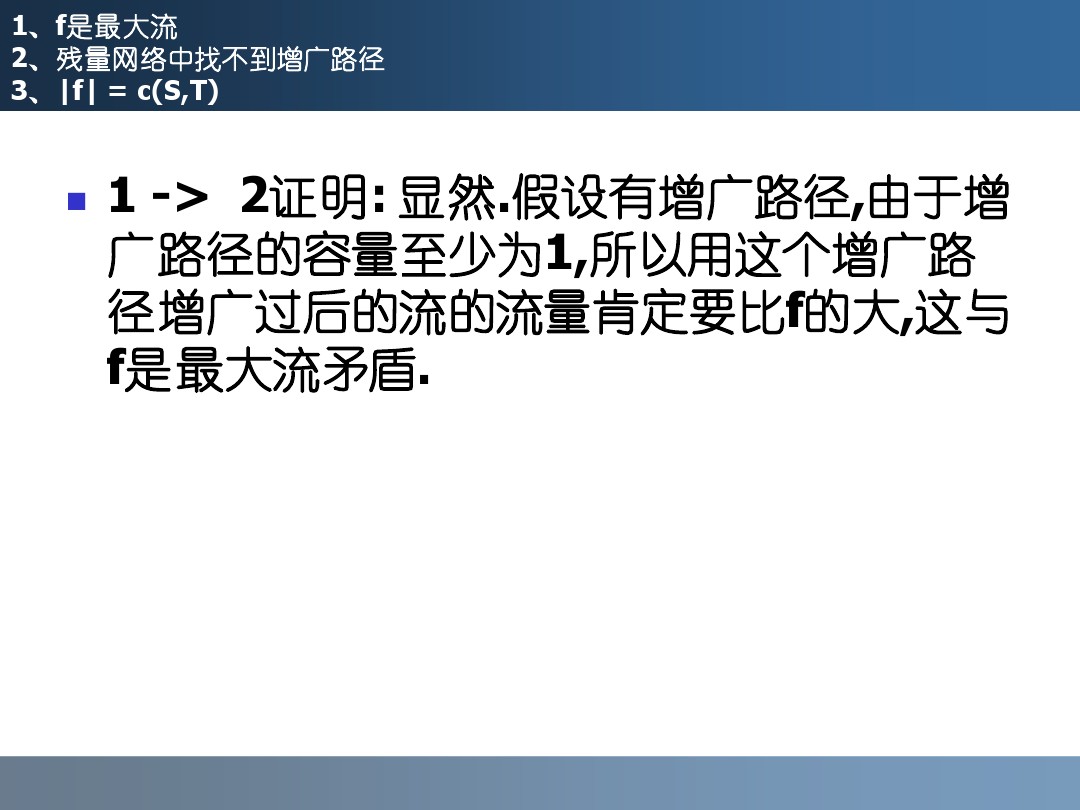 1、f是最大流
2、残量网络中找不到增广路径
3、|f| = c(S,T)
1 -> 2证明: 显然.假设有增广路径,由于增
广路径的容量至少为1,所以用这个增广路
径增广过后的流的流量肯定要比f的大,这与
f是最大流矛盾.